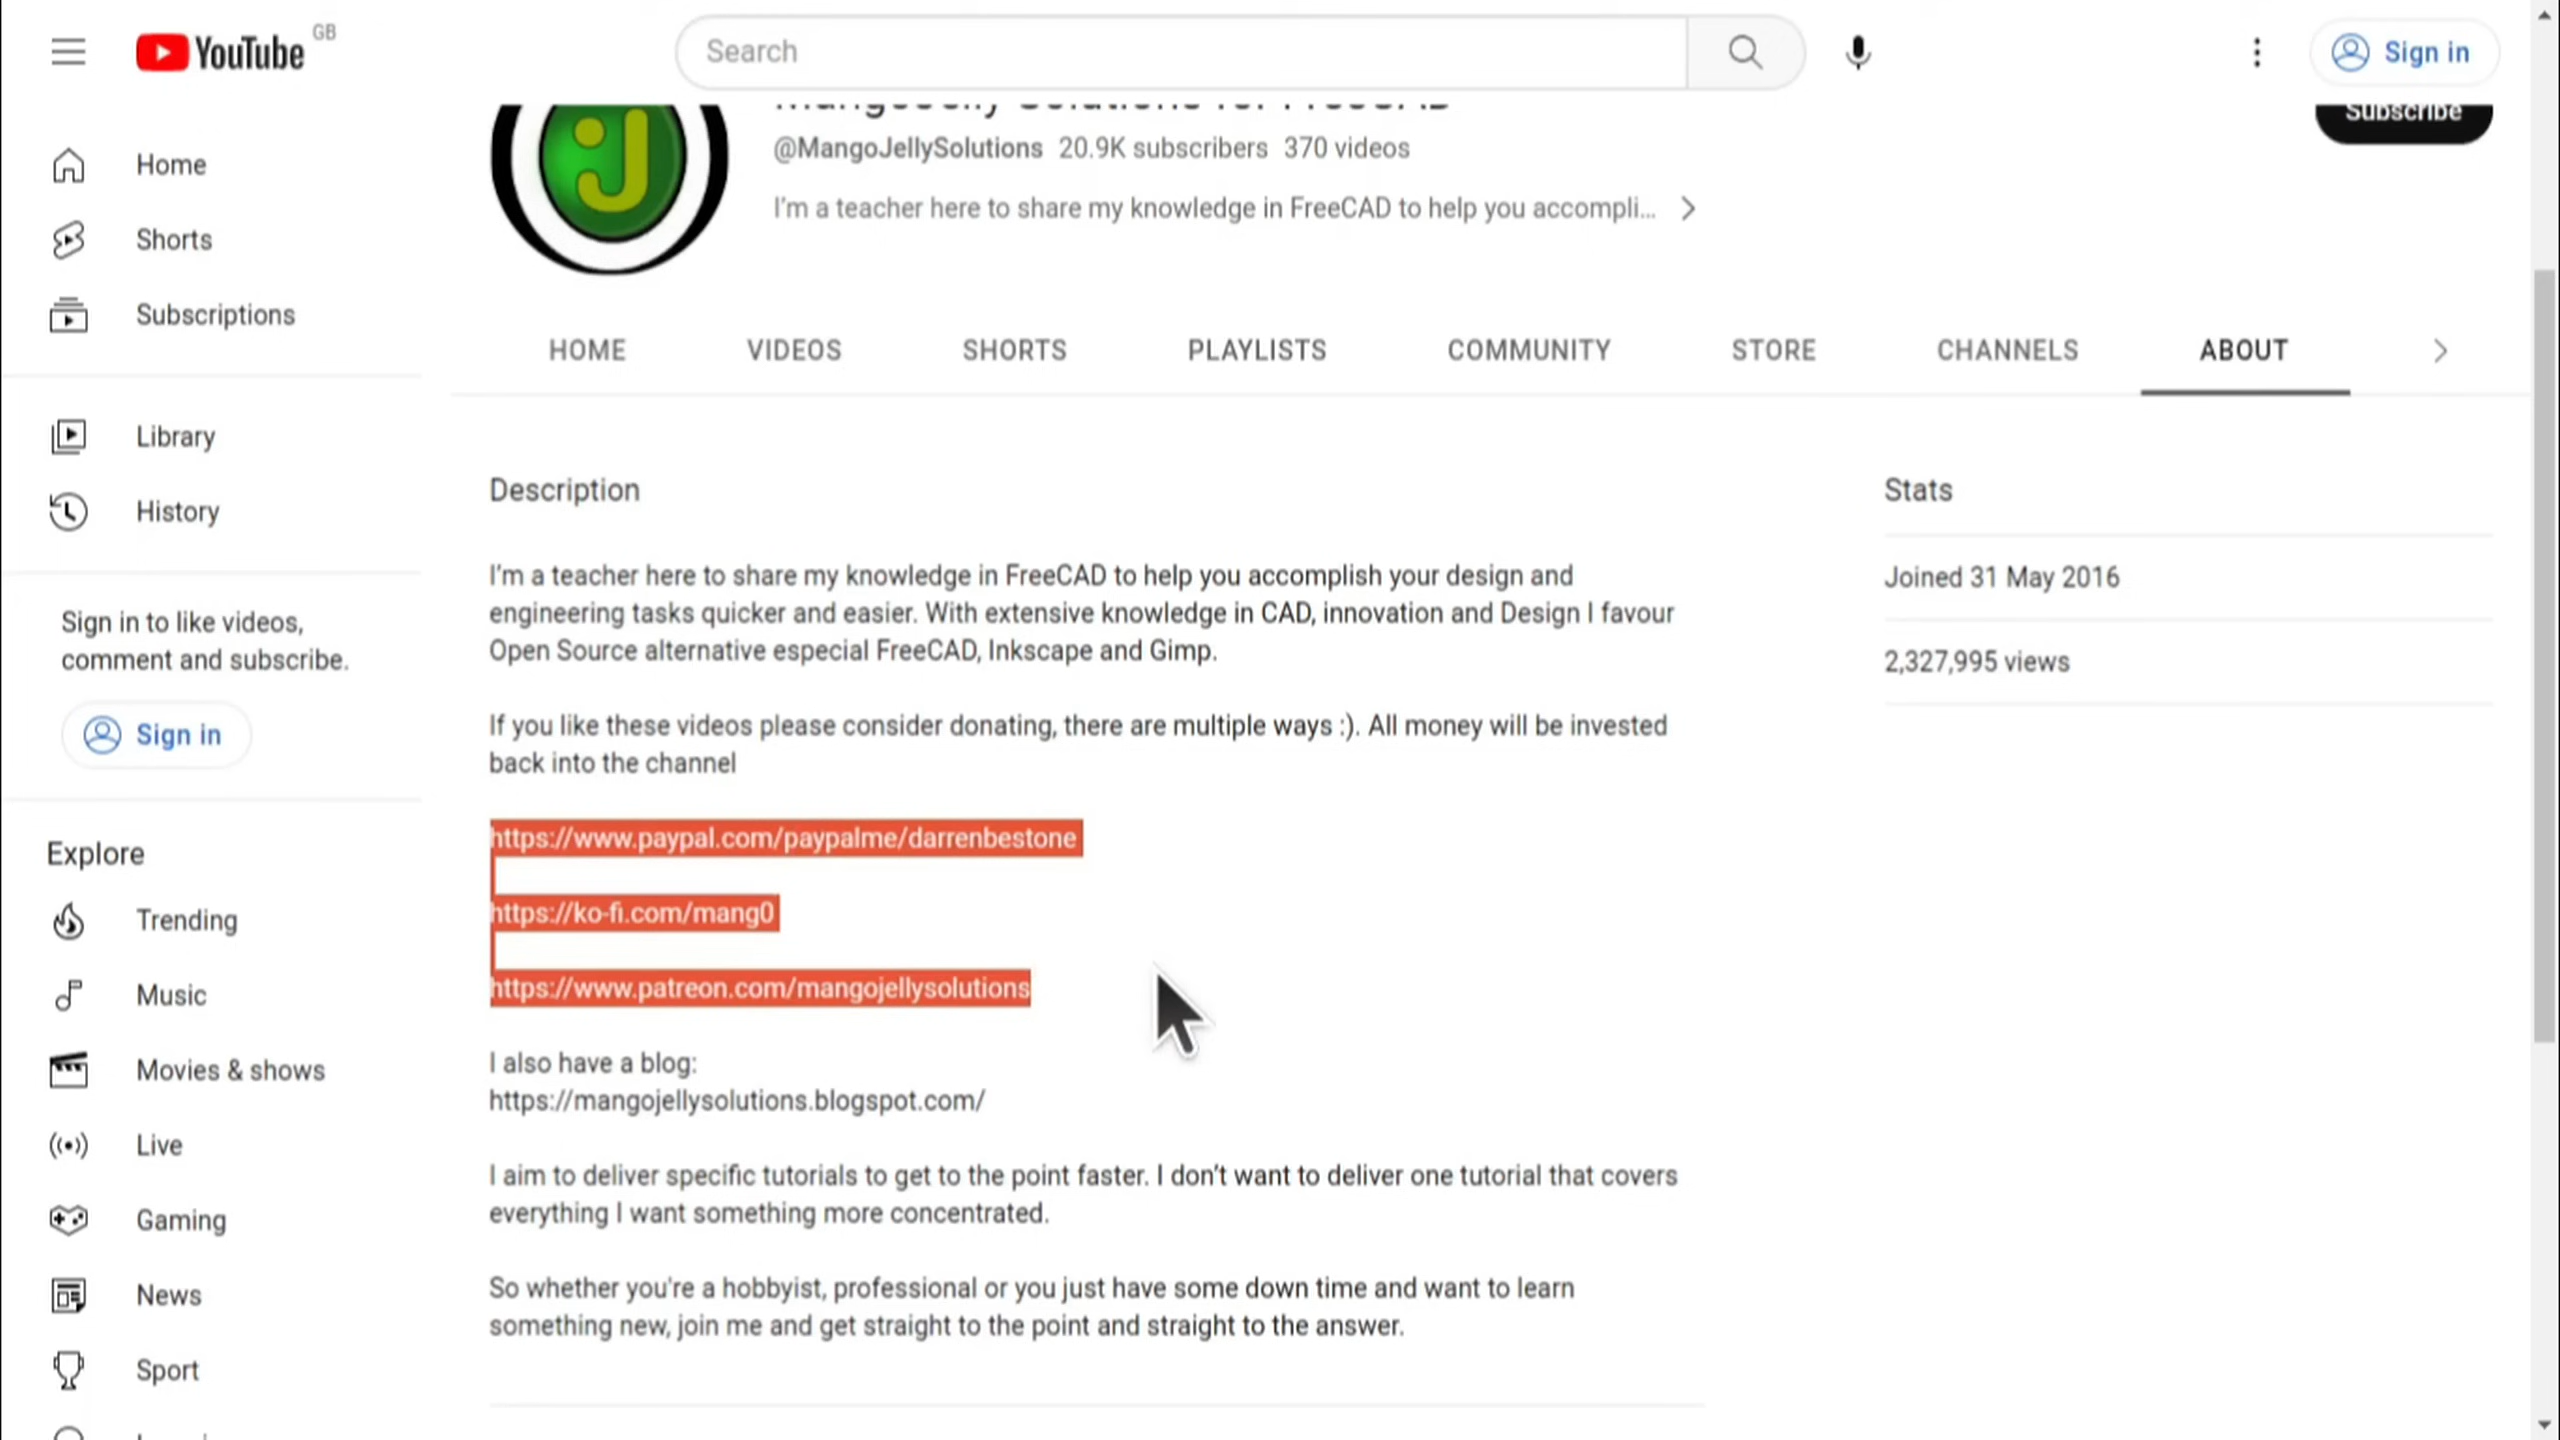 YouTube GB
Search
Sign in
Home
Shorts
Subscriptions
Library
History
Sign in to like videos,
comment and subscribe.
Sign in
Explore
Trending
Music
Movies & shows
Live
Gaming
News
Sport
MangoJelly Solutions for FreeCAD
@MangoJellySolutions 20.9K subscribers 370 videos
I'm a teacher here to share my knowledge in FreeCAD to help you accompli...
Subscribe
HOME VIDEOS SHORTS PLAYLISTS COMMUNITY STORE CHANNELS ABOUT
Description
I'm a teacher here to share my knowledge in FreeCAD to help you accomplish your design and
engineering tasks quicker and easier. With extensive knowledge in CAD, innovation and Design I favour
Open Source alternative especial FreeCAD, Inkscape and Gimp.
If you like these videos please consider donating, there are multiple ways :). All money will be invested
back into the channel
https://www.paypal.com/paypalme/darrenbestone
https://ko-fi.com/mang0
https://www.patreon.com/mangojellysolutions
I also have a blog:
https://mangojellysolutions.blogspot.com/
I aim to deliver specific tutorials to get to the point faster. I don't want to deliver one tutorial that covers
everything I want something more concentrated.
So whether you're a hobbyist, professional or you just have some down time and want to learn
something new, join me and get straight to the point and straight to the answer.
Stats
Joined 31 May 2016
2,327,995 views